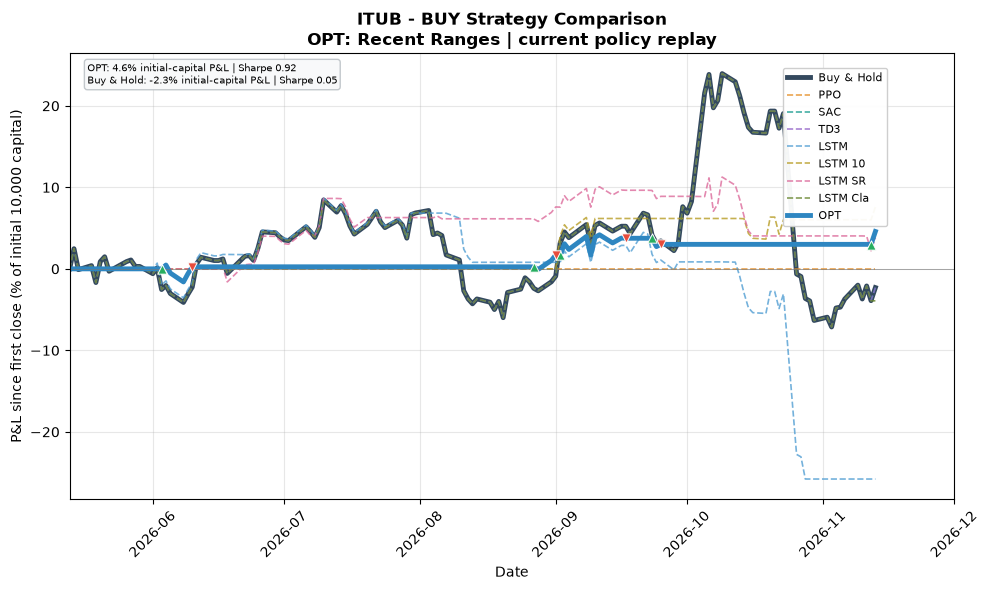 ITUB - BUY Strategy Comparison
OPT: Recent Ranges | current policy replay
OPT: 4.6% initial-capital P&L | Sharpe 0.92
Buy & Hold: -2.3% initial-capital P&L | Sharpe 0.05
Buy & Hold
PPO
SAC
TD3
LSTM
LSTM 10
LSTM SR
LSTM Cla
OPT
P&L since first close (% of initial 10,000 capital)
20
10
0
−10
−20
2026-06
2026-07
2026-08
2026-09
2026-10
2026-11
2026-12
Date